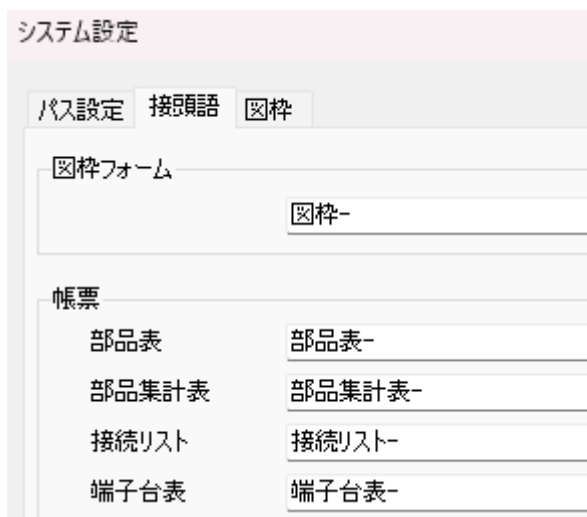 システム設定
パス設定 接頭語 図枠
図枠フォーム
図枠-
帳票
部品表 部品表-
部品集計表 部品集計表-
接続リスト 接続リスト-
端子台表 端子台表-